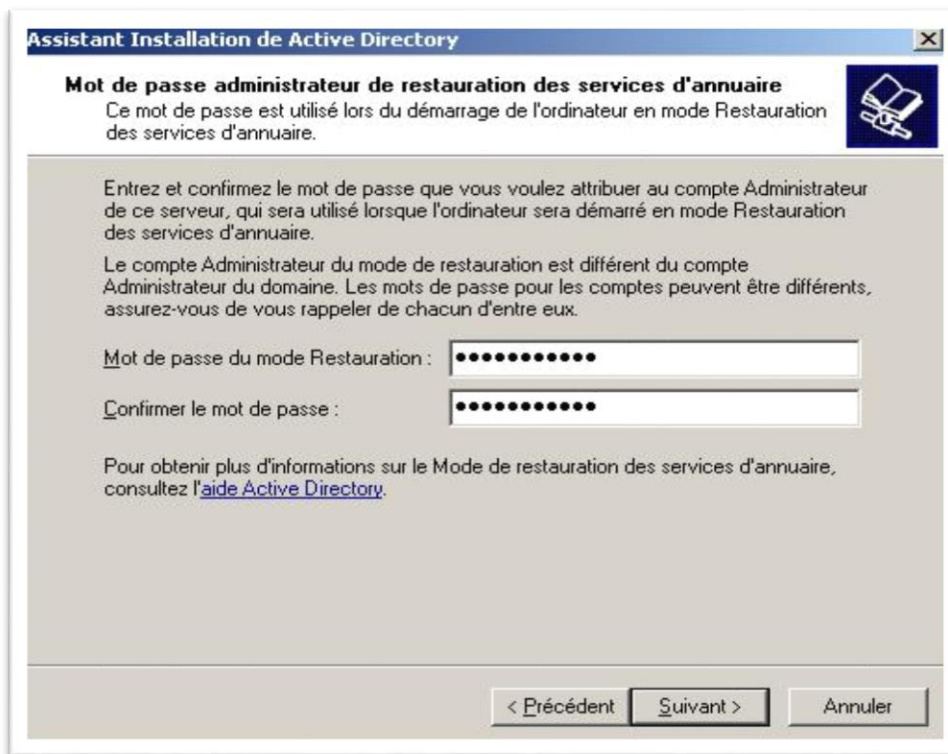 Assistant Installation de Active Directory
Mot de passe administrateur de restauration des services d'annuaire
Ce mot de passe est utilisé lors du démarrage de l'ordinateur en mode Restauration
des services d'annuaire.
Entrez et confirmez le mot de passe que vous voulez attribuer au compte Administrateur
de ce serveur, qui sera utilisé lorsque l'ordinateur sera démarré en mode Restauration
des services d'annuaire.
Le compte Administrateur du mode de restauration est différent du compte
Administrateur du domaine. Les mots de passe pour les comptes peuvent être différents,
assurez-vous de vous rappeler de chacun d'entre eux.
Mot de passe du mode Restauration : •••••••••••
Confirmer le mot de passe : •••••••••••
Pour obtenir plus d'informations sur le Mode de restauration des services d'annuaire,
consultez l'aide Active Directory.
< Précédent Suivant > Annuler